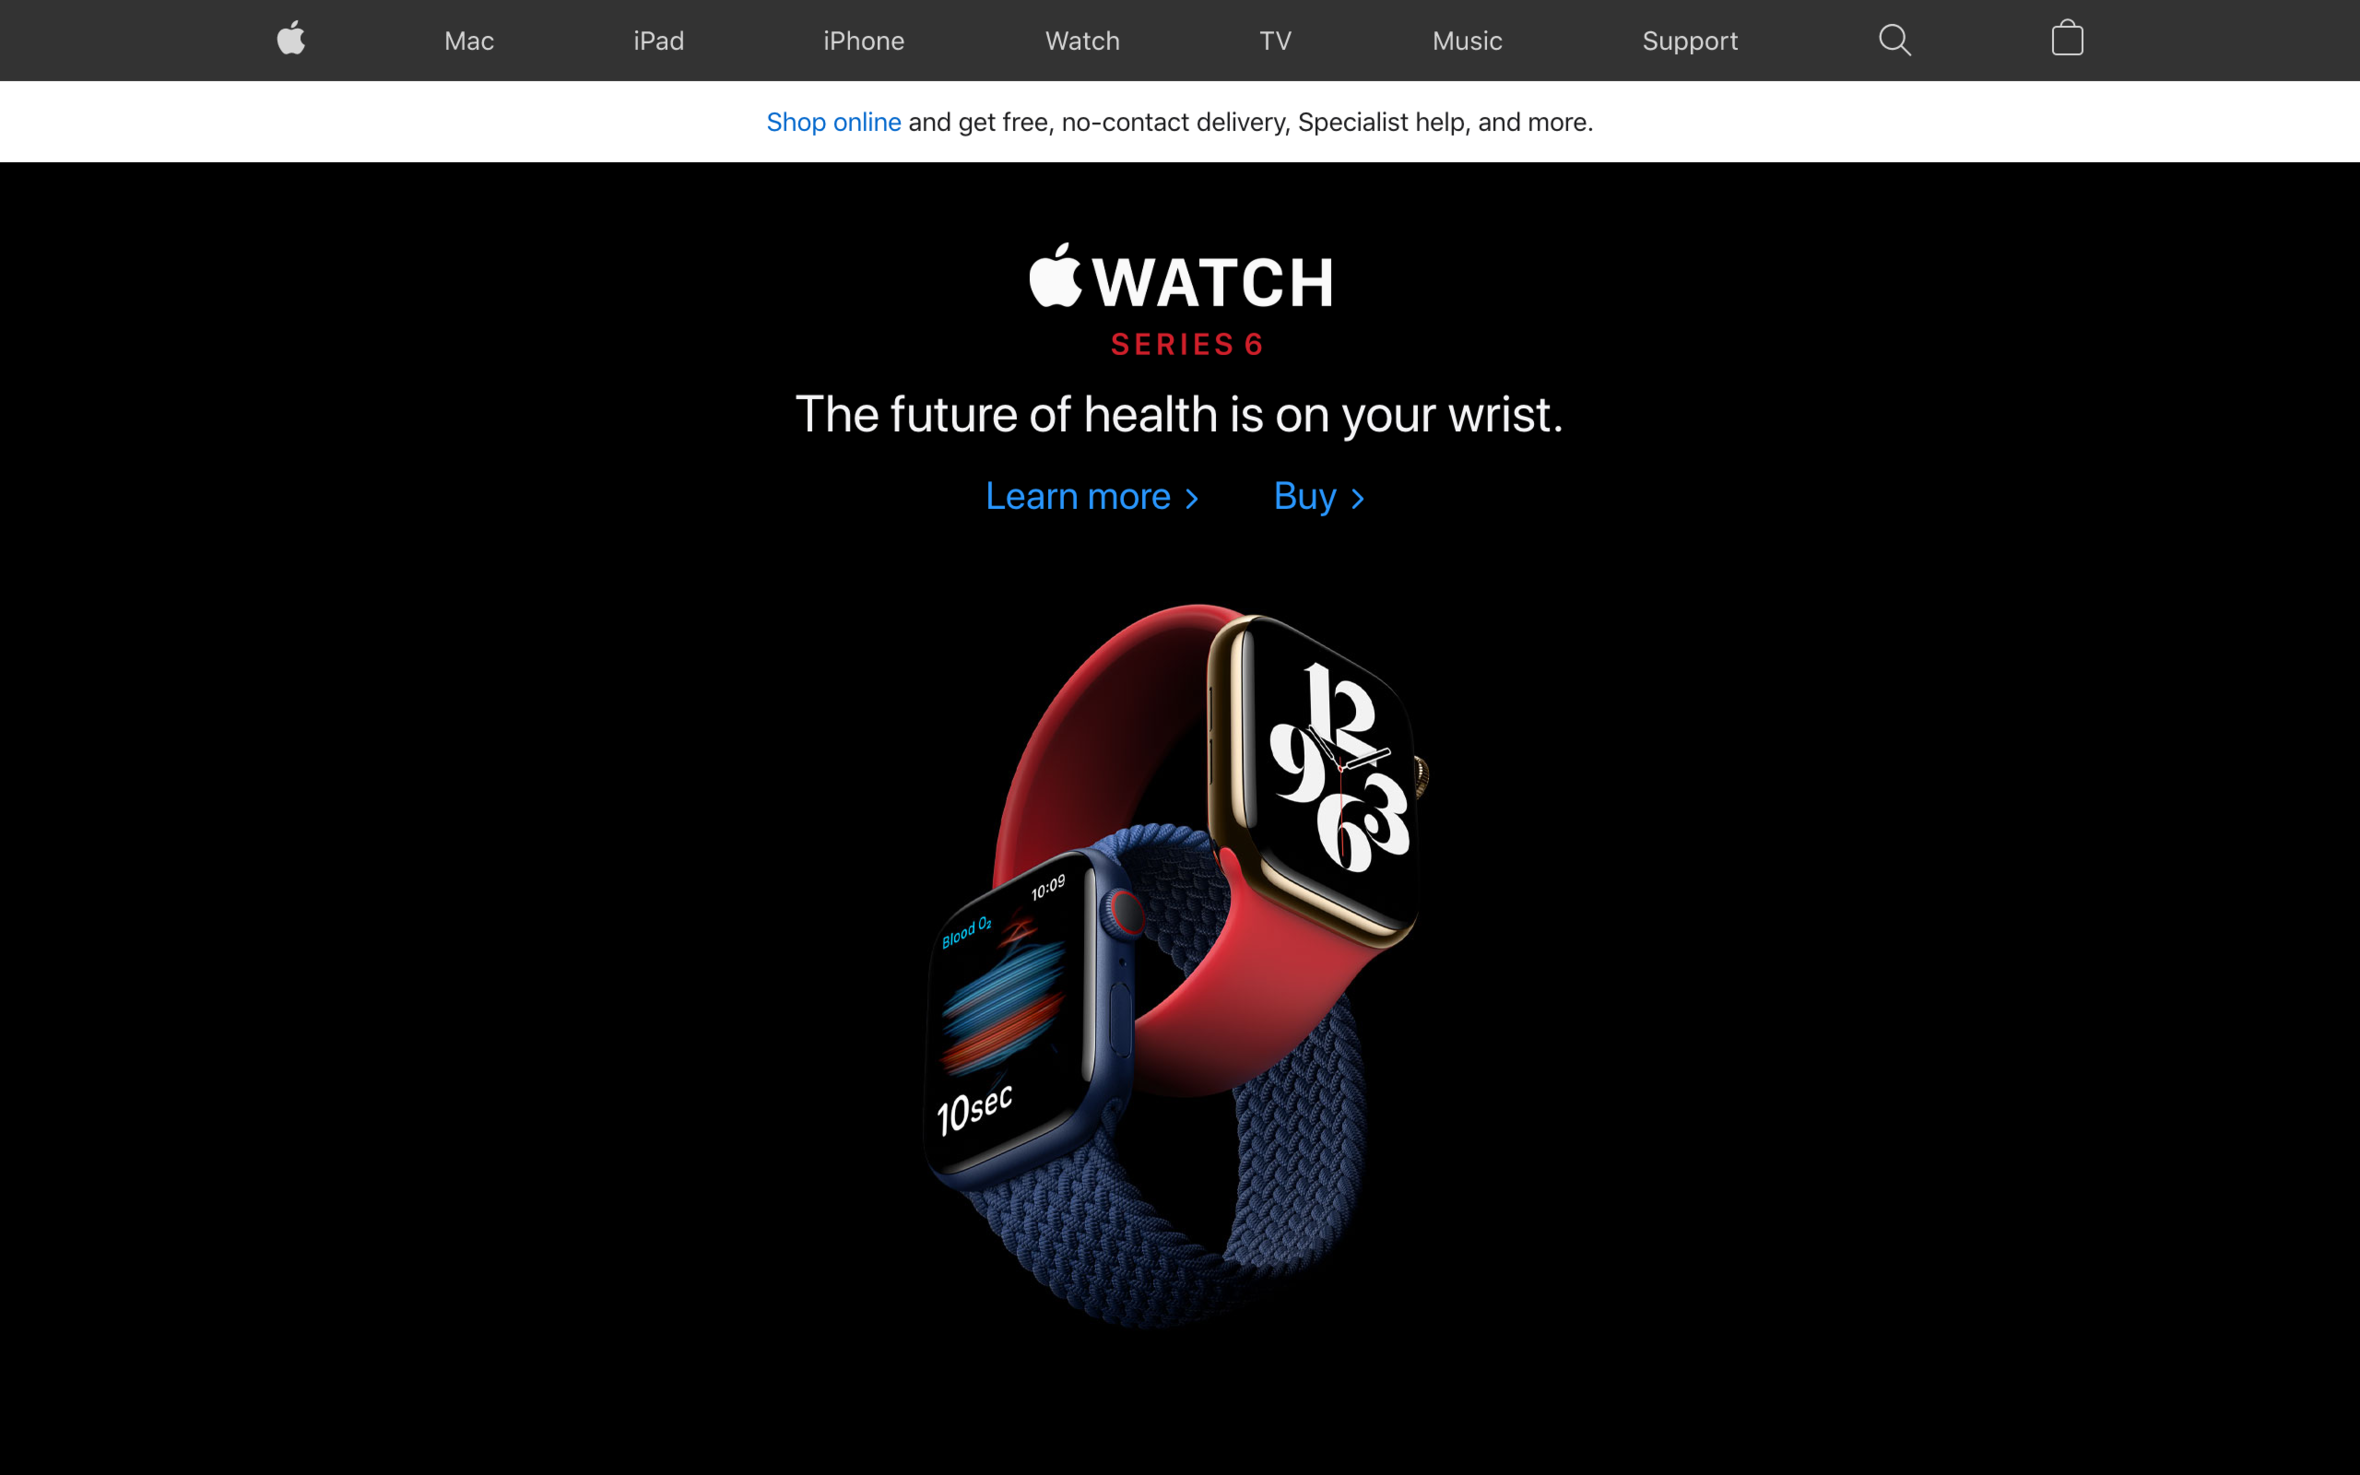 Mac iPad iPhone Watch TV Music Support
Shop online and get free, no-contact delivery, Specialist help, and more.
WATCH
SERIES 6
The future of health is on your wrist.
Learn more > Buy >
12
9
3
6
10:09
Blood O₂
10sec